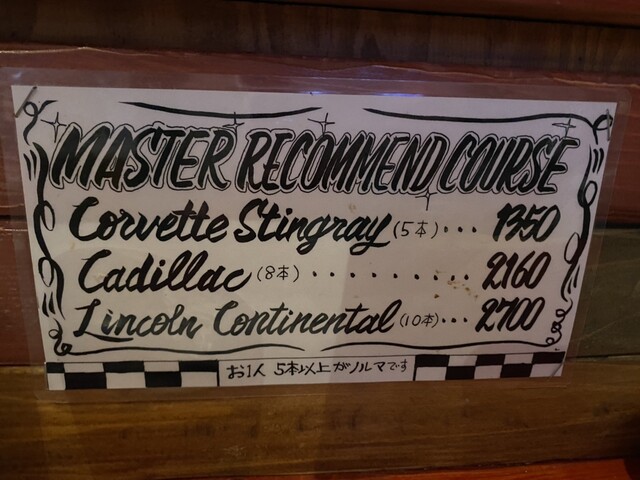 MASTER RECOMMEND COURSE
Corvette Stingray (5本)... 1350
Cadillac (8本).......... 2160
Lincoln Continental (10本)... 2700
お1人 5本以上がノルマです